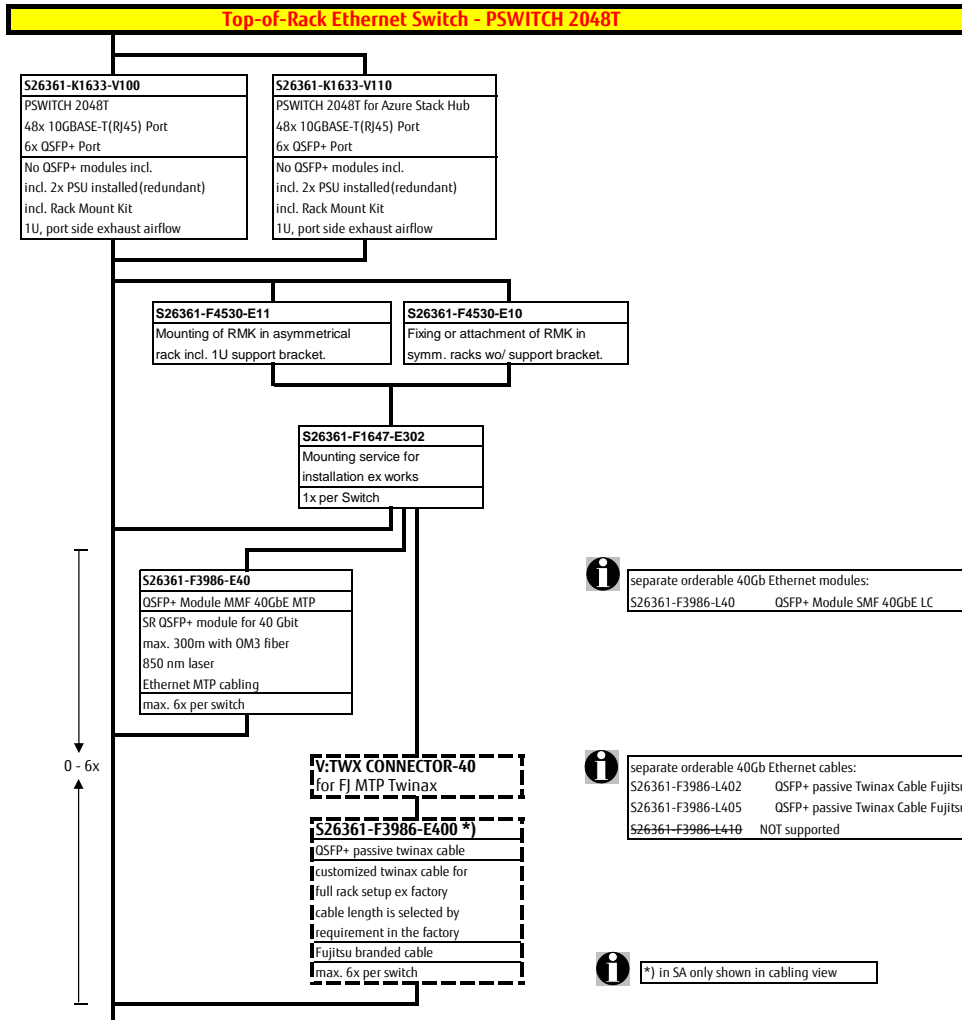 Top-of-Rack Ethernet Switch - PSWITCH 2048T
S26361-K1633-V100
PSWITCH 2048T
48x 10GBASE-T(RJ45) Port
6x QSFP+ Port
No QSFP+ modules incl.
incl. 2x PSU installed(redundant)
incl. Rack Mount Kit
1U, port side exhaust airflow
S26361-K1633-V110
PSWITCH 2048T for Azure Stack Hub
48x 10GBASE-T(RJ45) Port
6x QSFP+ Port
No QSFP+ modules incl.
incl. 2x PSU installed(redundant)
incl. Rack Mount Kit
1U, port side exhaust airflow
S26361-F4530-E11
Mounting of RMK in asymmetrical
rack incl. 1U support bracket.
S26361-F4530-E10
Fixing or attachment of RMK in
symm. racks wo/ support bracket.
S26361-F1647-E302
Mounting service for
installation ex works
1x per Switch
S26361-F3986-E40
QSFP+ Module MMF 40GbE MTP
SR QSFP+ module for 40 Gbit
max. 300m with OM3 fiber
850 nm laser
Ethernet MTP cabling
max. 6x per switch
separate orderable 40Gb Ethernet modules:
S26361-F3986-L40 QSFP+ Module SMF 40GbE LC
0 - 6x
V:TWX CONNECTOR-40
for FJ MTP Twinax
S26361-F3986-E400 *)
QSFP+ passive twinax cable
customized twinax cable for
full rack setup ex factory
cable length is selected by
requirement in the factory
Fujitsu branded cable
max. 6x per switch
separate orderable 40Gb Ethernet cables:
S26361-F3986-L402 QSFP+ passive Twinax Cable Fujitsu
S26361-F3986-L405 QSFP+ passive Twinax Cable Fujitsu
S26361-F3986-L410 NOT supported
*) in SA only shown in cabling view